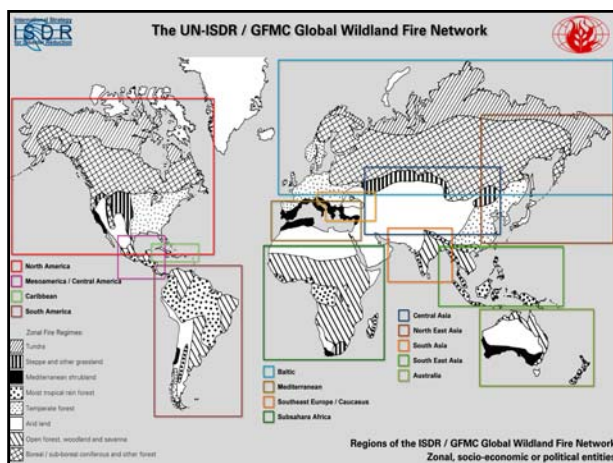 International Strategy
ISDR
for Disaster Reduction
The UN-ISDR / GFMC Global Wildland Fire Network
North America
Mesoamerica / Central America
Caribbean
South America
Zonal Fire Regimes:
Tundra
Steppe and other grassland
Mediterranean shrubland
Moist tropical rain forest
Temperate forest
Arid land
Open forest, woodland and savanna
Boreal / sub-boreal coniferous and other forest
Baltic
Mediterranean
Southeast Europe / Caucasus
Subsahara Africa
Central Asia
North East Asia
South Asia
South East Asia
Australia
Regions of the ISDR / GFMC Global Wildland Fire Network
Zonal, socio-economic or political entities